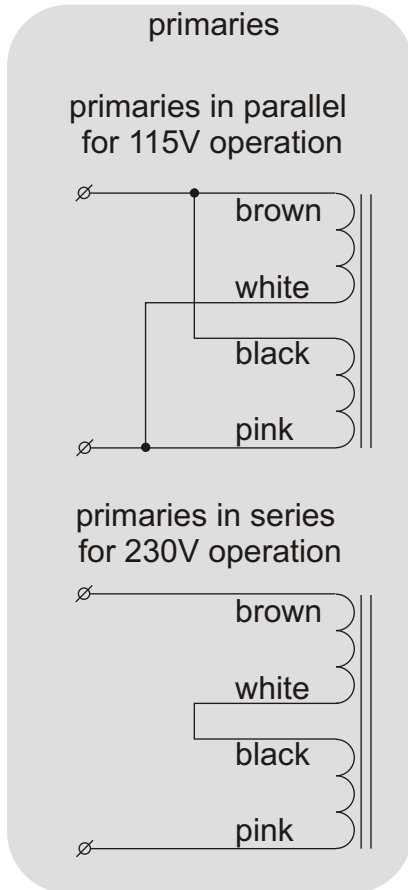 primaries
primaries in parallel
for 115V operation
brown
white
black
pink
primaries in series
for 230V operation
brown
white
black
pink